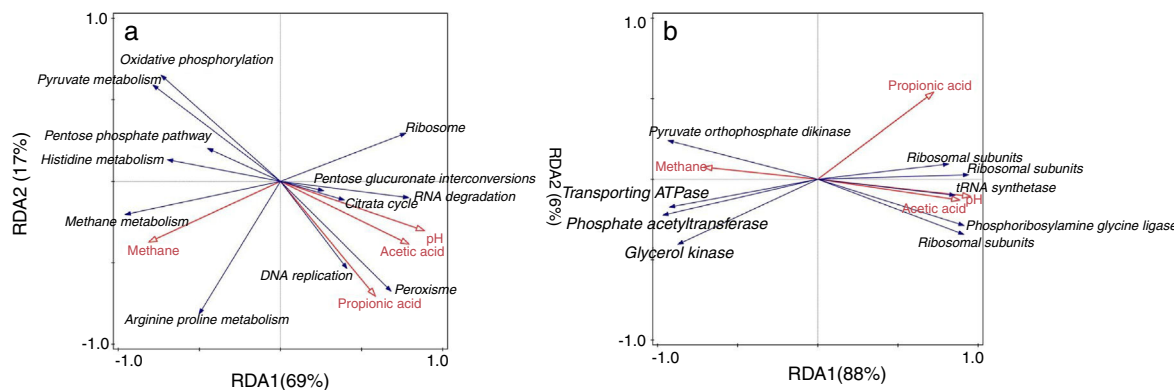 a
1.0
Oxidative phosphorylation
Pyruvate metabolism
Pentose phosphate pathway
Histidine metabolism
Ribosome
Pentose glucuronate interconversions
RNA degradation
Citrata cycle
Methane metabolism
Methane
pH
Acetic acid
DNA replication
Peroxisme
Propionic acid
Arginine proline metabolism
RDA2 (17%)
-1.0
-1.0
1.0
RDA1(69%)
b
1.0
Propionic acid
Pyruvate orthophosphate dikinase
Methane
Ribosomal subunits
Ribosomal subunits
tRNA synthetase
Transporting ATPase
pH
Acetic acid
Phosphate acetyltransferase
Phosphoribosylamine glycine ligase
Ribosomal subunits
Glycerol kinase
RDA2 (6%)
-1.0
-1.0
1.0
RDA1(88%)